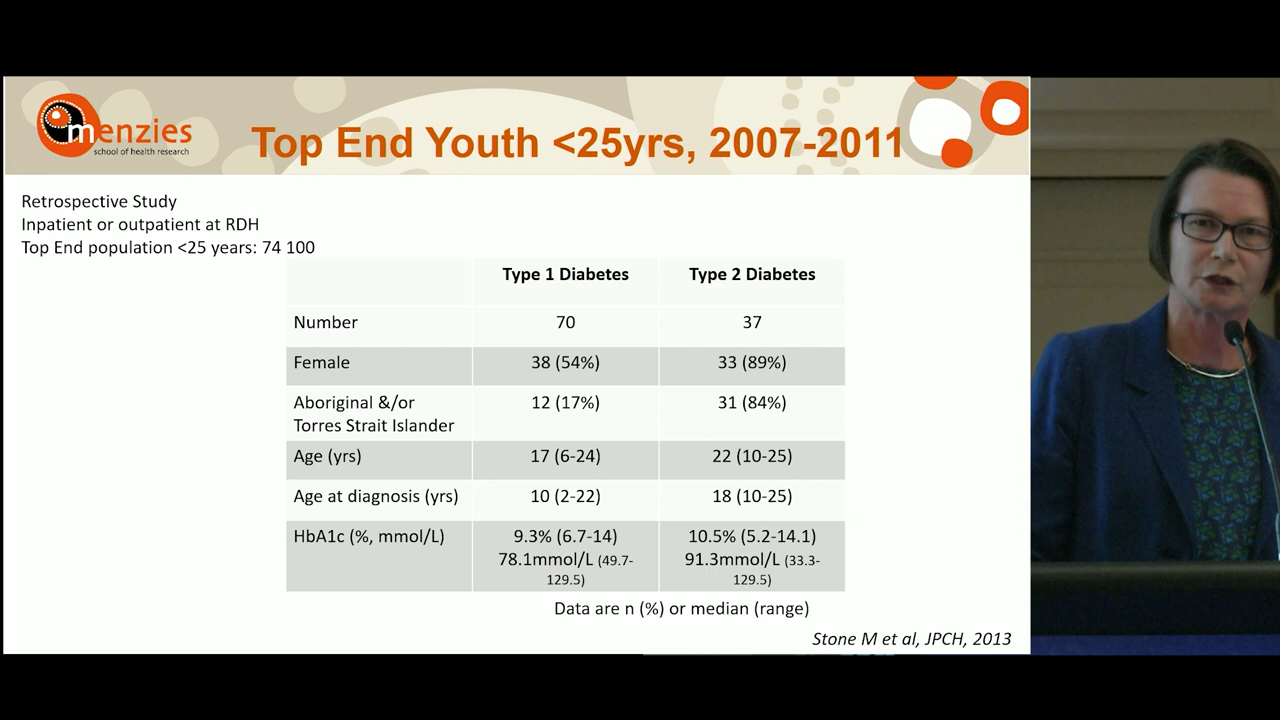 menzies
school of health research
Top End Youth <25yrs, 2007-2011
Retrospective Study
Inpatient or outpatient at RDH
Top End population <25 years: 74 100
Type 1 Diabetes Type 2 Diabetes
Number 70 37
Female 38 (54%) 33 (89%)
Aboriginal &/or
Torres Strait Islander 12 (17%) 31 (84%)
Age (yrs) 17 (6-24) 22 (10-25)
Age at diagnosis (yrs) 10 (2-22) 18 (10-25)
HbA1c (%, mmol/L) 9.3% (6.7-14) 10.5% (5.2-14.1)
78.1mmol/L (49.7- 91.3mmol/L (33.3-
129.5) 129.5)
Data are n (%) or median (range)
Stone M et al, JPCH, 2013